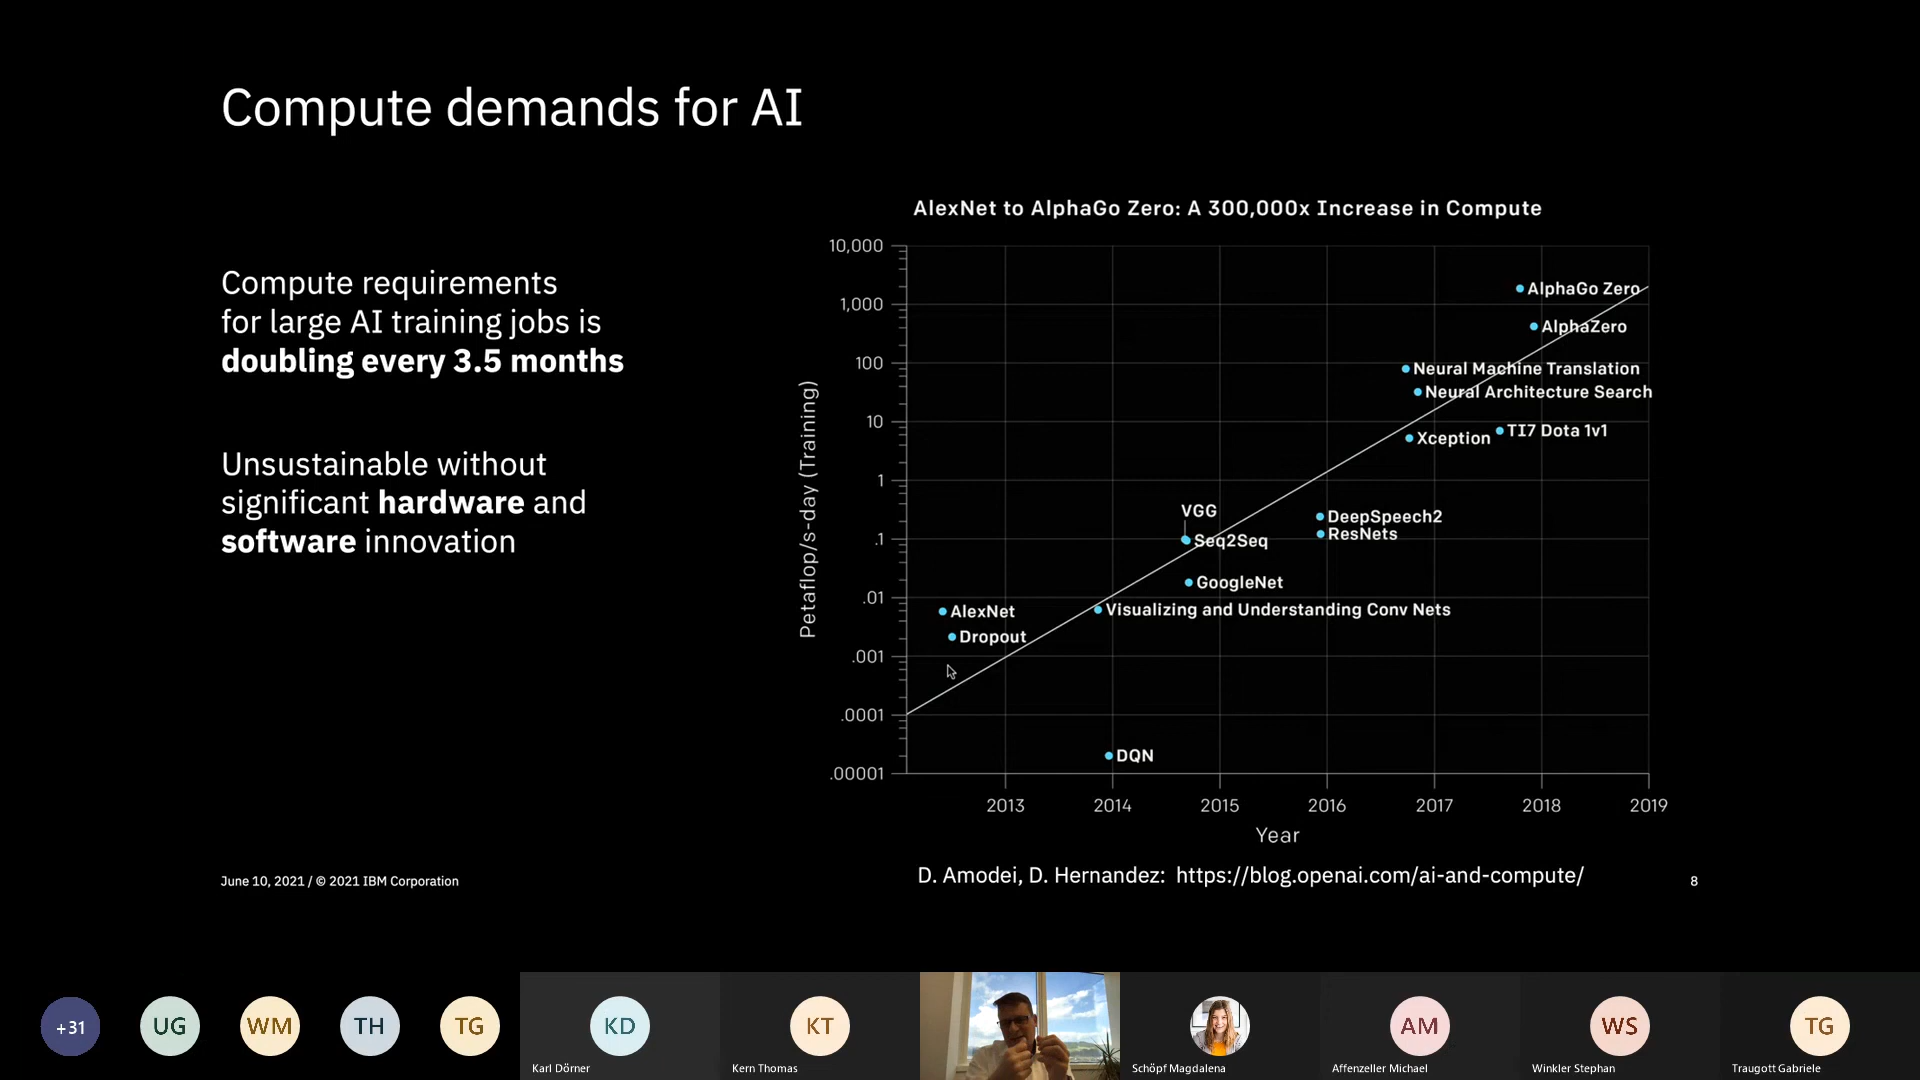 Compute demands for AI
Compute requirements
for large AI training jobs is
doubling every 3.5 months
Unsustainable without
significant hardware and
software innovation
AlexNet to AlphaGo Zero: A 300,000x Increase in Compute
10,000
1,000
100
10
1
.1
.01
.001
.0001
.00001
Petaflop/s-day (Training)
AlphaGo Zero
AlphaZero
Neural Machine Translation
Neural Architecture Search
TI7 Dota 1v1
Xception
VGG
DeepSpeech2
ResNets
Seq2Seq
GoogleNet
Visualizing and Understanding Conv Nets
AlexNet
Dropout
DQN
2013 2014 2015 2016 2017 2018 2019
Year
D. Amodei, D. Hernandez: https://blog.openai.com/ai-and-compute/
June 10, 2021 / © 2021 IBM Corporation
8
+31
UG
WM
TH
TG
KD
Karl Dörner
KT
Kern Thomas
Schöpf Magdalena
AM
Affenzeller Michael
WS
Winkler Stephan
TG
Traugott Gabriele